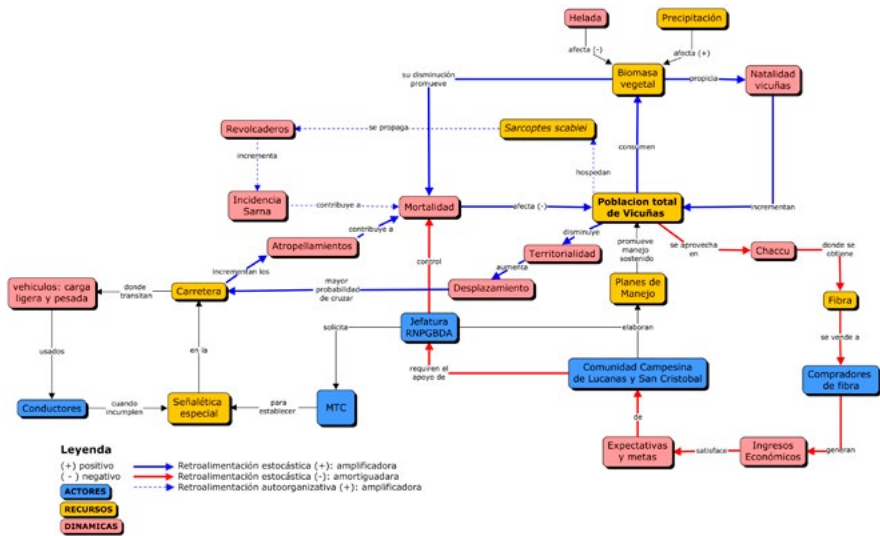 Helada
Precipitación
afecta (-)
afecta (+)
su disminución
promueve
Biomasa
vegetal
propicia
Natalidad
vicuñas
Revolcaderos
se propaga
Sarcoptes scabiei
consumen
incrementa
hospedan
Incidencia
Sarna
contribuye a
Mortalidad
afecta (-)
Poblacion total
de Vicuñas
incrementan
contribuye a
disminuye
promueve
manejo
sostenido
se aprovecha
en
Chaccu
donde se
obtiene
Atropellamientos
control
Territorialidad
incrementan los
aumenta
vehiculos: carga
ligera y pesada
donde
transitan
Carretera
mayor
probabilidad
de cruzar
Desplazamiento
Planes de
Manejo
Fibra
solicita
Jefatura
RNPGBDA
elaboran
se vende a
usados
en la
requiren el
apoyo de
Comunidad Campesina
de Lucanas y San Cristobal
Compradores
de fibra
Conductores
cuando
incumplen
Señalética
especial
para
establecer
MTC
de
Expectativas
y metas
satisface
Ingresos
Económicos
generan
Leyenda
(+) positivo
Retroalimentación estocástica (+): amplificadora
(-) negativo
Retroalimentación estocástica (-): amortiguadara
ACTORES
Retroalimentación autoorganizativa (+): amplificadora
RECURSOS
DINAMICAS